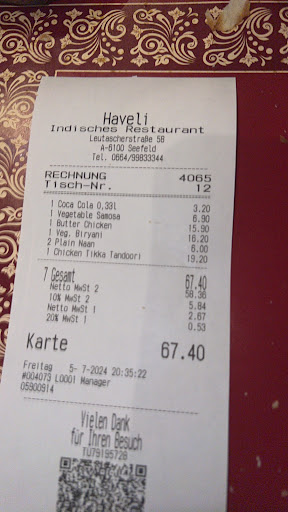 Haveli
Indisches Restaurant
Leutascherstraße 58
A-6100 Seefeld
Tel. 0664/99833344
RECHNUNG 4065
Tisch-Nr. 12
1 Coca Cola 0,33l 3.20
1 Vegetable Samosa 6.90
1 Butter Chicken 15.90
1 Veg. Biryani 16.20
2 Plain Naan 6.00
1 Chicken Tikka Tandoori 19.20
7 Gesamt 67.40
Netto MwSt 2 58.36
10% MwSt 2 5.84
Netto MwSt 1 2.67
20% MwSt 1 0.53
Karte 67.40
Freitag 5- 7-2024 20:35:22
#004073 L0001 Manager
05900914
Vielen Dank
für Ihren Besuch
TU79195728